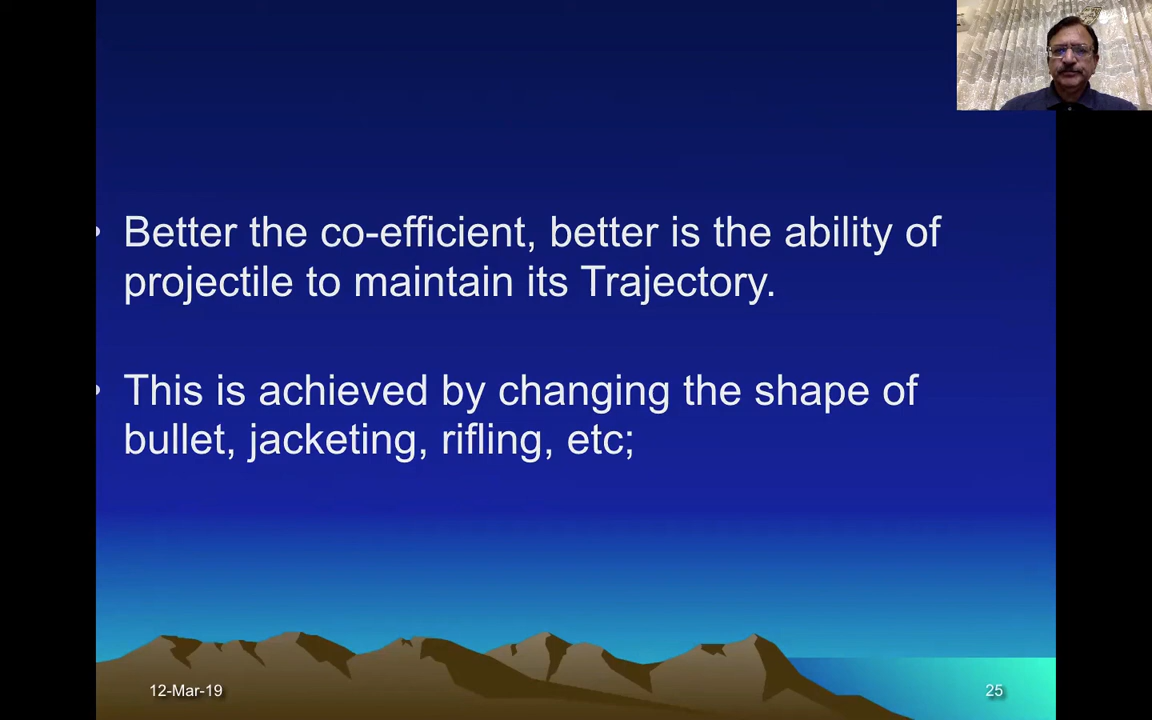 • Better the co-efficient, better is the ability of
projectile to maintain its Trajectory.
• This is achieved by changing the shape of
bullet, jacketing, rifling, etc;
12-Mar-19
25